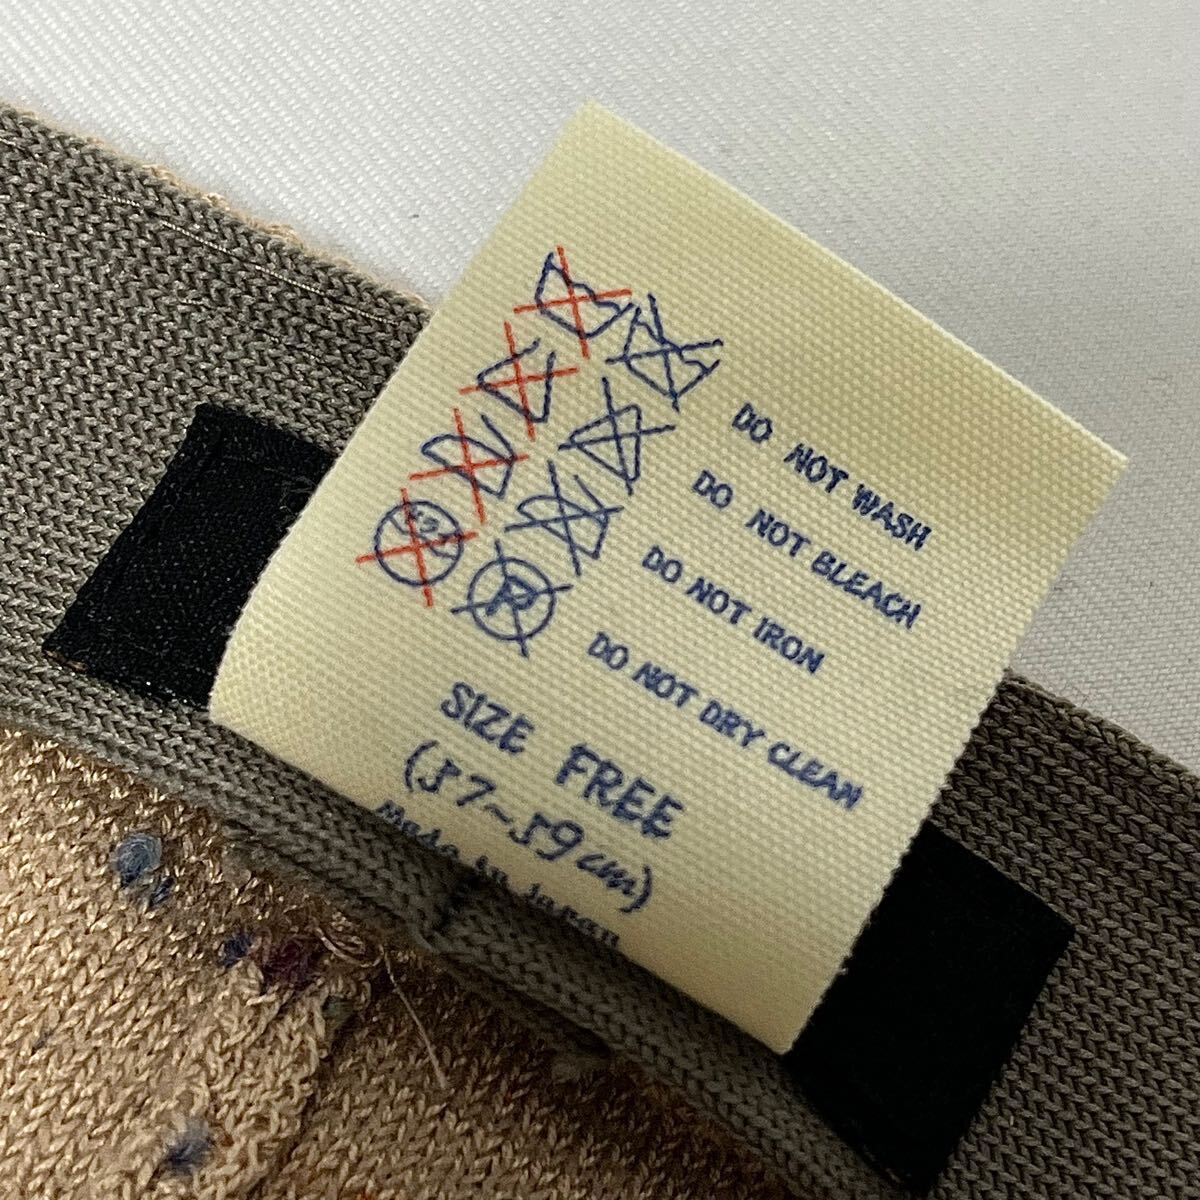 DO NOT WASH
DO NOT BLEACH
DO NOT IRON
DO NOT DRY CLEAN
SIZE FREE
(57~59cm)
Made in Japan